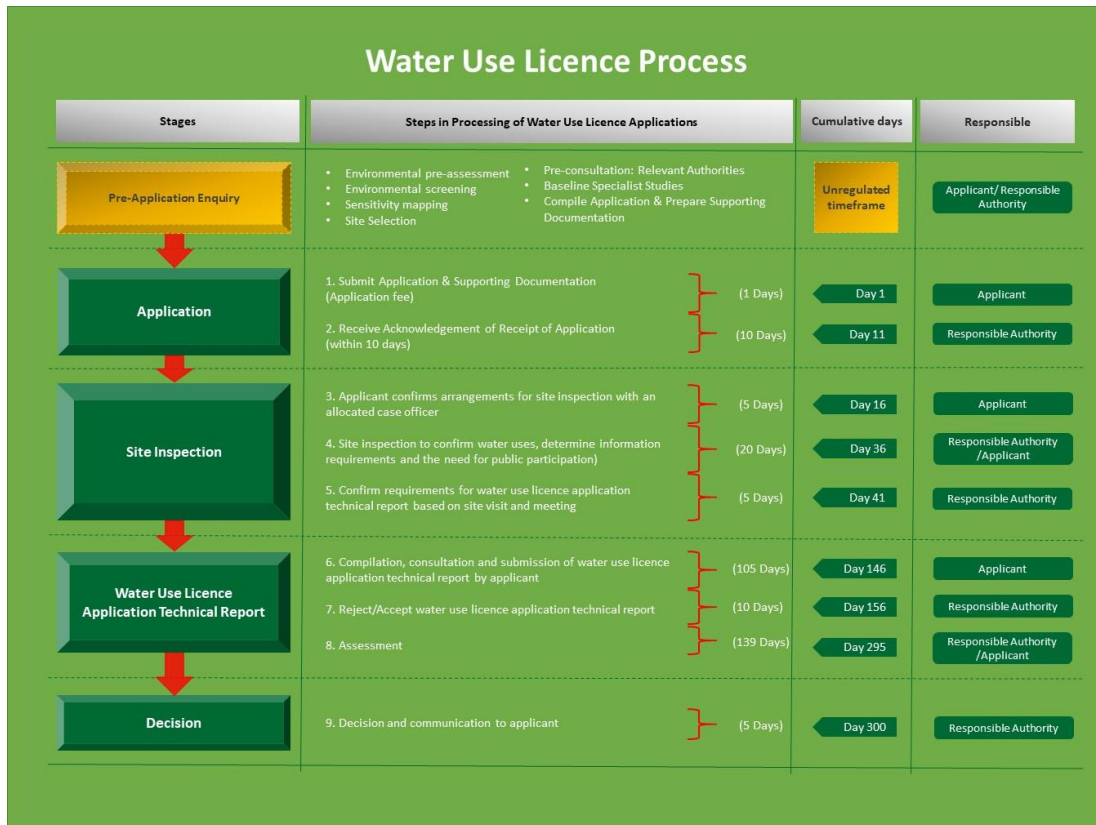 Water Use Licence Process
Stages
Steps in Processing of Water Use Licence Applications
Cumulative days
Responsible
Pre-Application Enquiry
• Environmental pre-assessment
• Environmental screening
• Sensitivity mapping
• Site Selection
• Pre-consultation: Relevant Authorities
• Baseline Specialist Studies
• Compile Application & Prepare Supporting
Documentation
Unregulated
timeframe
Applicant/ Responsible
Authority
Application
1. Submit Application & Supporting Documentation
(Application fee)
(1 Days)
Day 1
Applicant
2. Receive Acknowledgement of Receipt of Application
(within 10 days)
(10 Days)
Day 11
Responsible Authority
Site Inspection
3. Applicant confirms arrangements for site inspection with an
allocated case officer
(5 Days)
Day 16
Applicant
4. Site inspection to confirm water uses, determine information
requirements and the need for public participation)
(20 Days)
Day 36
Responsible Authority
/Applicant
5. Confirm requirements for water use licence application
technical report based on site visit and meeting
(5 Days)
Day 41
Responsible Authority
Water Use Licence
Application Technical Report
6. Compilation, consultation and submission of water use licence
application technical report by applicant
(105 Days)
Day 146
Applicant
7. Reject/Accept water use licence application technical report
(10 Days)
Day 156
Responsible Authority
8. Assessment
(139 Days)
Day 295
Responsible Authority
/Applicant
Decision
9. Decision and communication to applicant
(5 Days)
Day 300
Responsible Authority